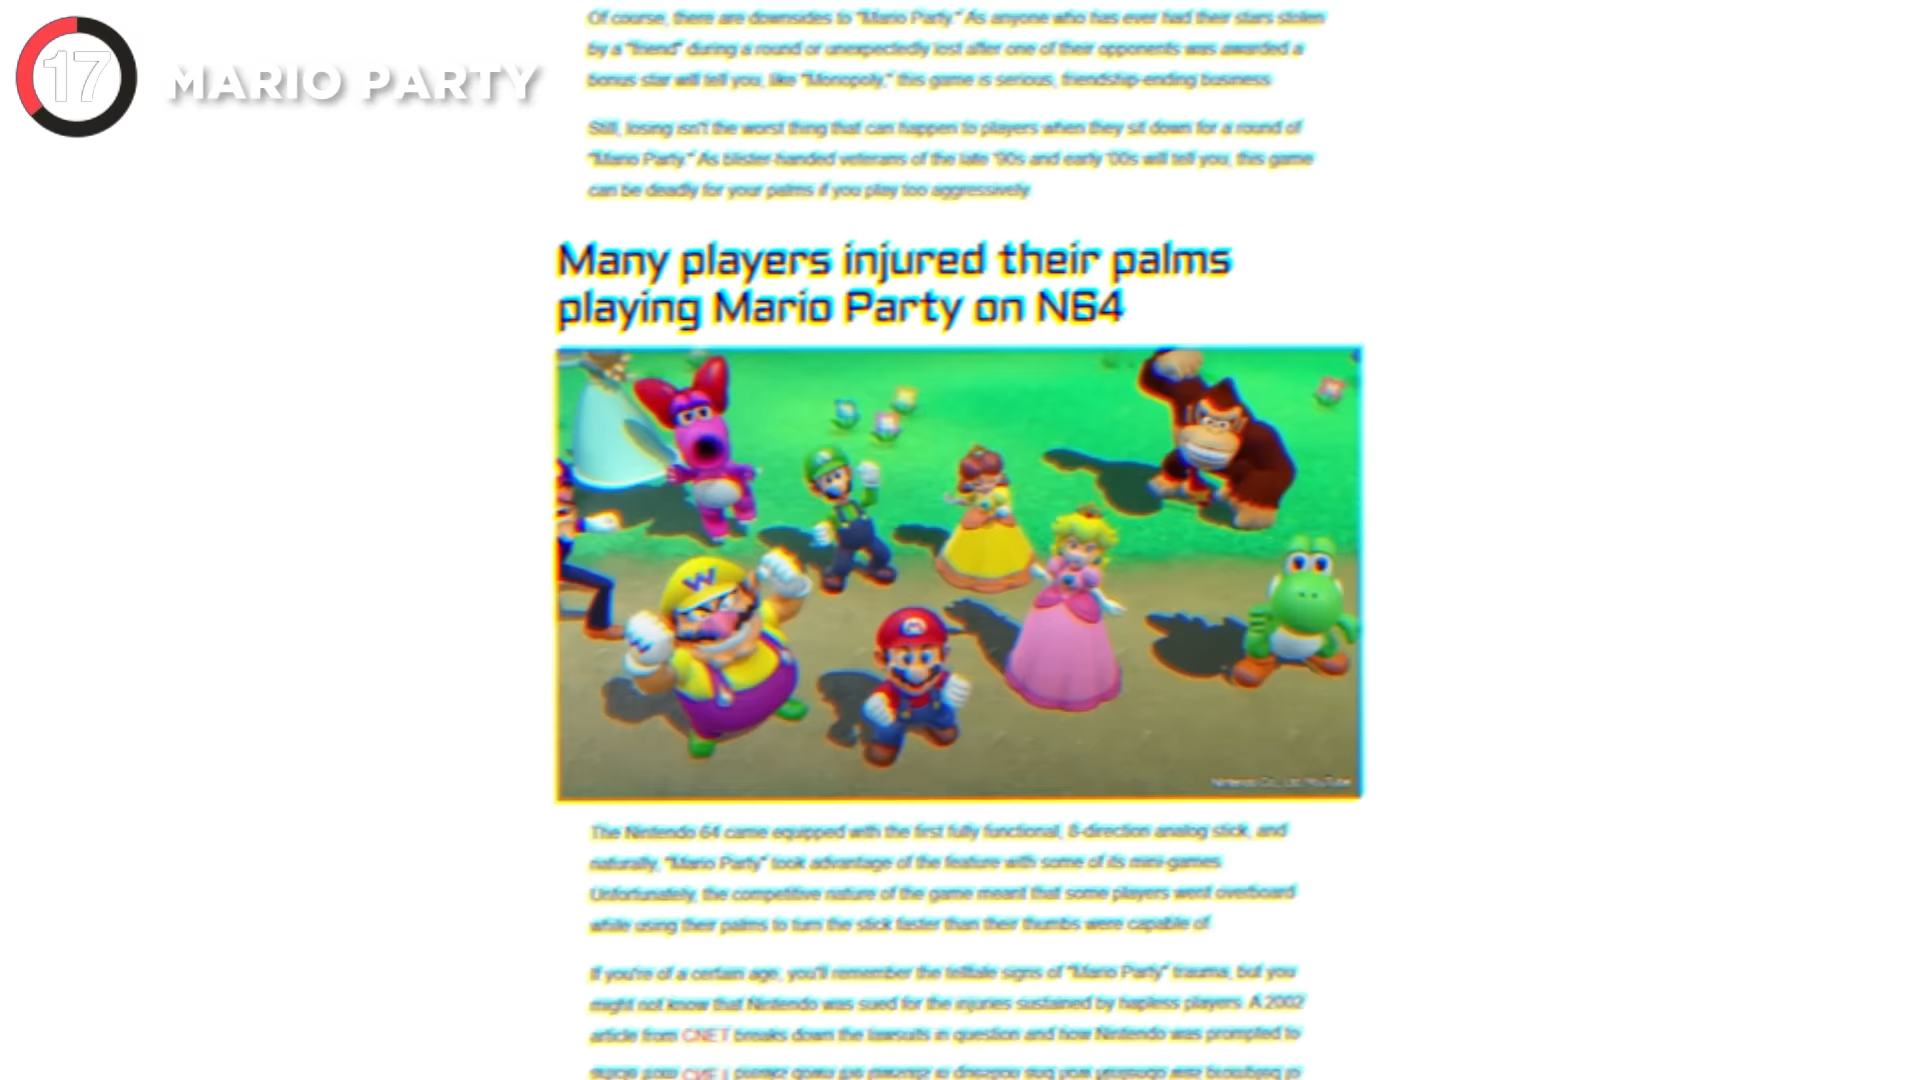 17 MARIO PARTY
Of course, there are downsides to "Mario Party." As anyone who has ever had their stars stolen
by a "friend" during a round or unexpectedly lost after one of their opponents was awarded a
bonus star will tell you, like "Monopoly," this game is serious, friendship-ending business.
Still, losing isn't the worst thing that can happen to players when they sit down for a round of
"Mario Party." As blister-handed veterans of the late '90s and early '00s will tell you, this game
can be deadly for your palms if you play too aggressively.
Many players injured their palms
playing Mario Party on N64
Nintendo Co., Ltd./YouTube
The Nintendo 64 came equipped with the first fully functional, 8-direction analog stick, and
naturally, "Mario Party" took advantage of the feature with some of its mini-games.
Unfortunately, the competitive nature of the game meant that some players went overboard
while using their palms to turn the stick faster than their thumbs were capable of.
If you're of a certain age, you'll remember the telltale signs of "Mario Party" trauma, but you
might not know that Nintendo was sued for the injuries sustained by hapless players. A 2002
article from CNET breaks down the lawsuits in question and how Nintendo was prompted to